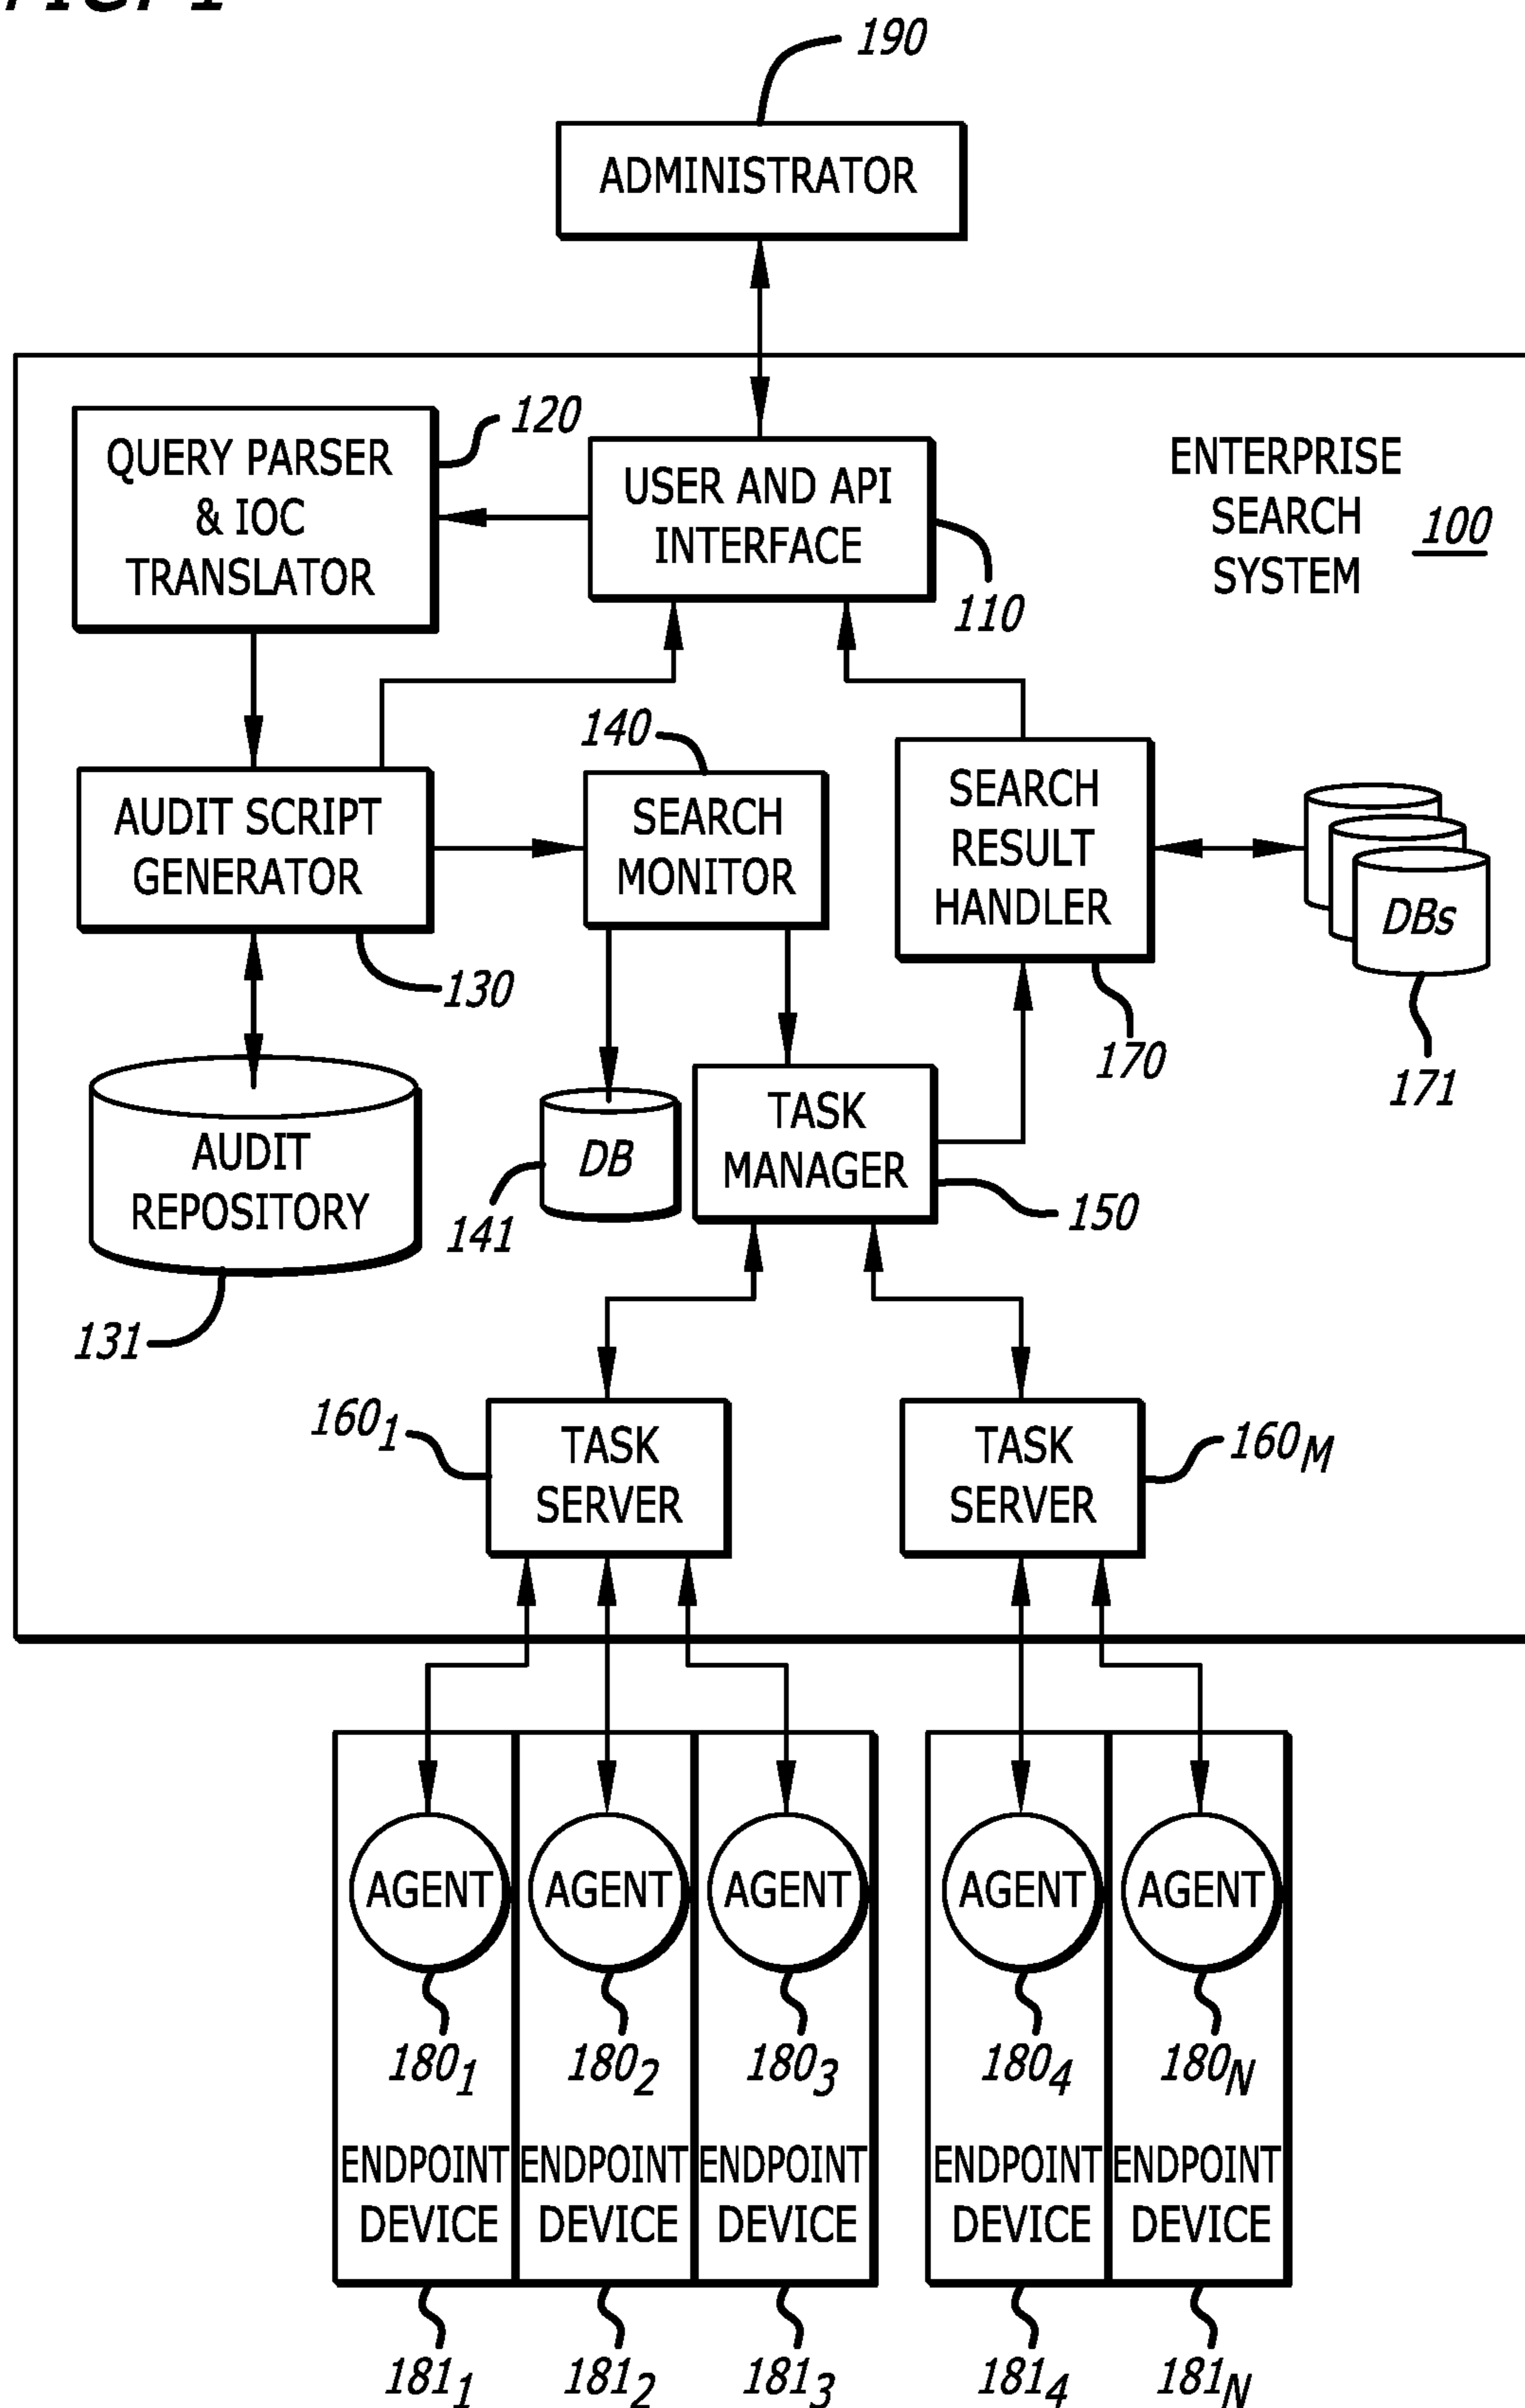 190
ADMINISTRATOR
120
QUERY PARSER
& IOC
TRANSLATOR
USER AND API
INTERFACE
110
ENTERPRISE
SEARCH
SYSTEM
100
140
AUDIT SCRIPT
GENERATOR
130
SEARCH
MONITOR
SEARCH
RESULT
HANDLER
170
DBs
171
AUDIT
REPOSITORY
131
DB
141
TASK
MANAGER
150
160₁
TASK
SERVER
TASK
SERVER
160M
AGENT
AGENT
AGENT
AGENT
AGENT
180₁
180₂
180₃
180₄
180N
ENDPOINT
DEVICE
ENDPOINT
DEVICE
ENDPOINT
DEVICE
ENDPOINT
DEVICE
ENDPOINT
DEVICE
181₁
181₂
181₃
181₄
181N